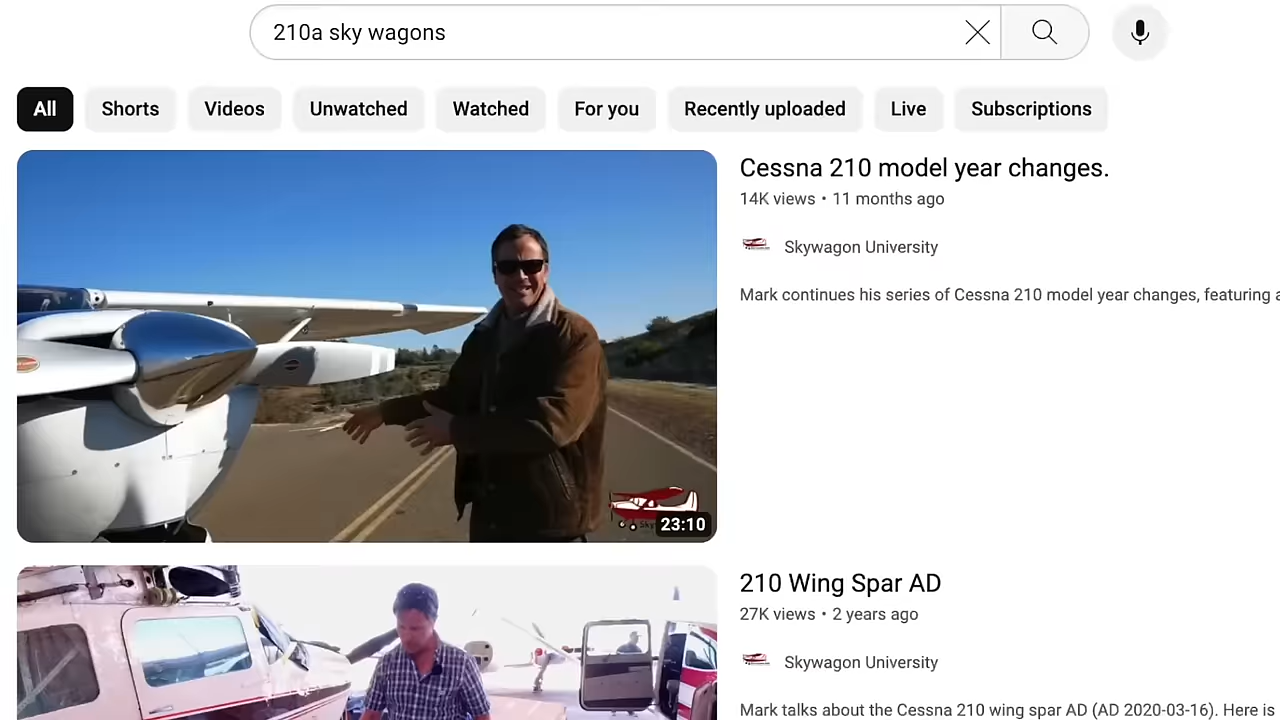 210a sky wagons
All
Shorts
Videos
Unwatched
Watched
For you
Recently uploaded
Live
Subscriptions
Cessna 210 model year changes.
14K views • 11 months ago
Skywagon University
Mark continues his series of Cessna 210 model year changes, featuring
23:10
210 Wing Spar AD
27K views • 2 years ago
Skywagon University
Mark talks about the Cessna 210 wing spar AD (AD 2020-03-16). Here is